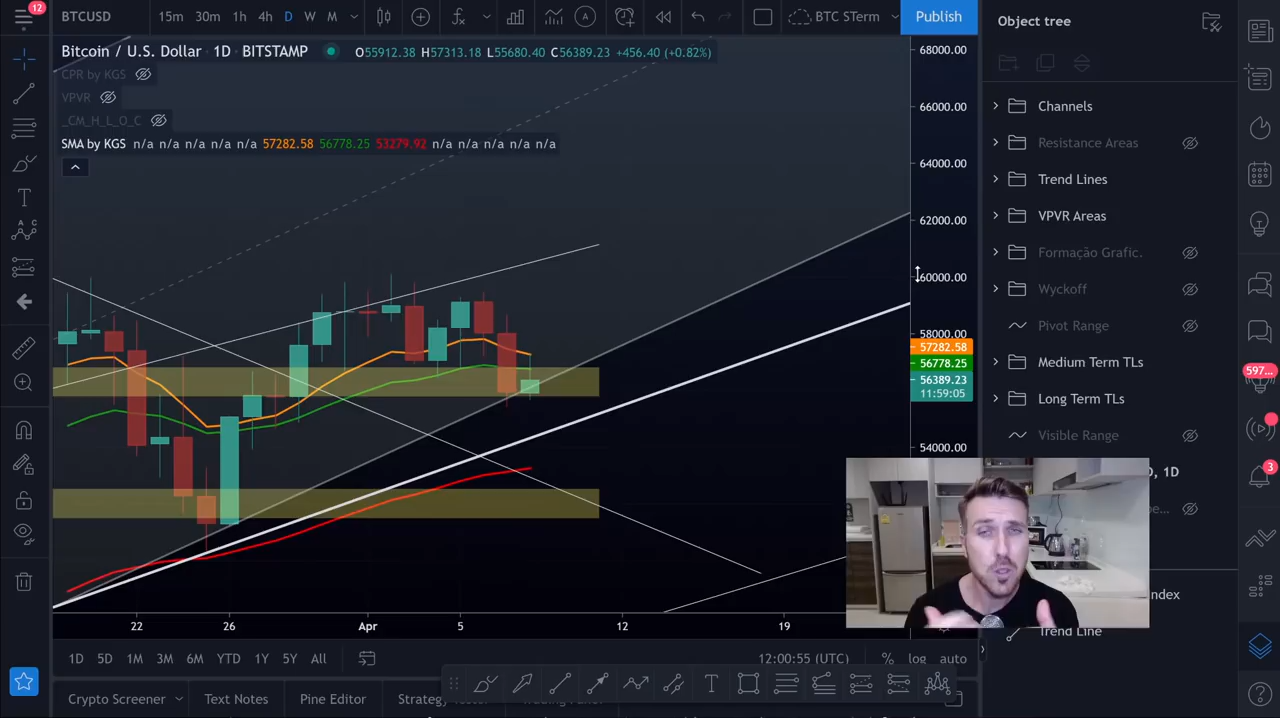 12
BTCUSD 15m 30m 1h 4h D W M BTC STerm Publish Object tree
Bitcoin / U.S. Dollar · 1D · BITSTAMP O55912.38 H57313.18 L55680.40 C56389.23 +456.40 (+0.82%)
CPR by KGS
VPVR
_CM_H_L_O_C
SMA by KGS n/a n/a n/a n/a n/a 57282.58 56778.25 53279.92 n/a n/a n/a n/a n/a
68000.00
66000.00
64000.00
62000.00
60000.00
58000.00
57282.58
56778.25
56389.23
11:59:05
54000.00
Channels
Resistance Areas
Trend Lines
VPVR Areas
Formação Grafic.
Wyckoff
Pivot Range
Medium Term TLs
Long Term TLs
Visible Range
, 1D
Trend Line
597...
3
22 26 Apr 5 12 19
1D 5D 1M 3M 6M YTD 1Y 5Y All 12:00:55 (UTC) % log auto
Crypto Screener Text Notes Pine Editor